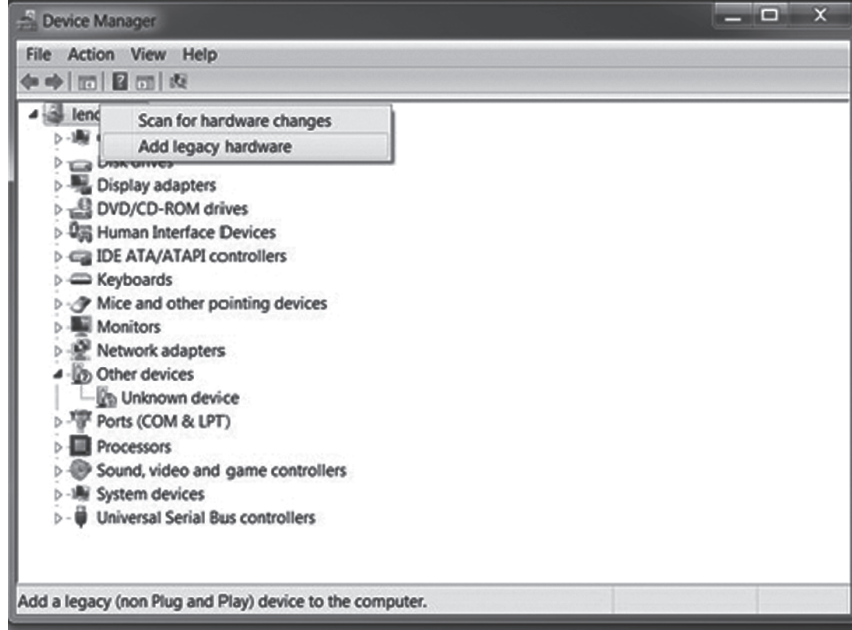 Device Manager
File Action View Help
Scan for hardware changes
Add legacy hardware
Disk drives
Display adapters
DVD/CD-ROM drives
Human Interface Devices
IDE ATA/ATAPI controllers
Keyboards
Mice and other pointing devices
Monitors
Network adapters
Other devices
Unknown device
Ports (COM & LPT)
Processors
Sound, video and game controllers
System devices
Universal Serial Bus controllers
Add a legacy (non Plug and Play) device to the computer.